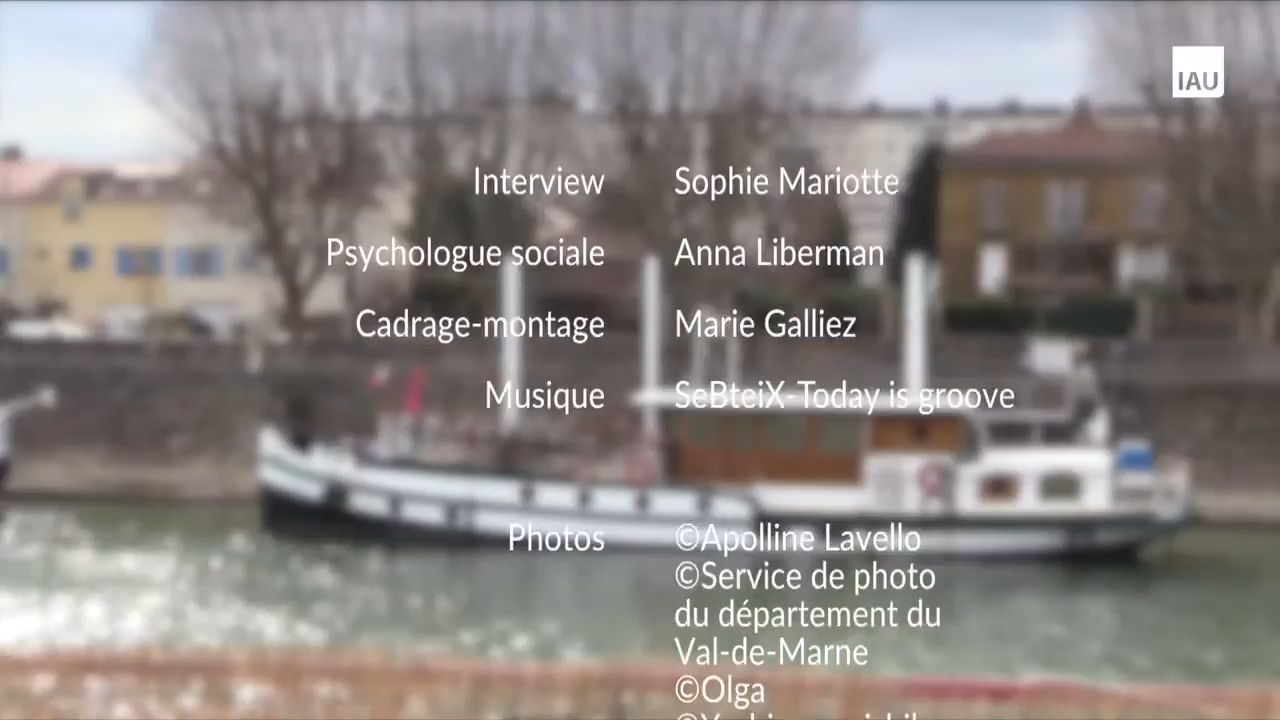 IAU
Interview Sophie Mariotte
Psychologue sociale Anna Liberman
Cadrage-montage Marie Galliez
Musique SeBteiX-Today is groove
Photos ©Apolline Lavello
©Service de photo
du département du
Val-de-Marne
©Olga